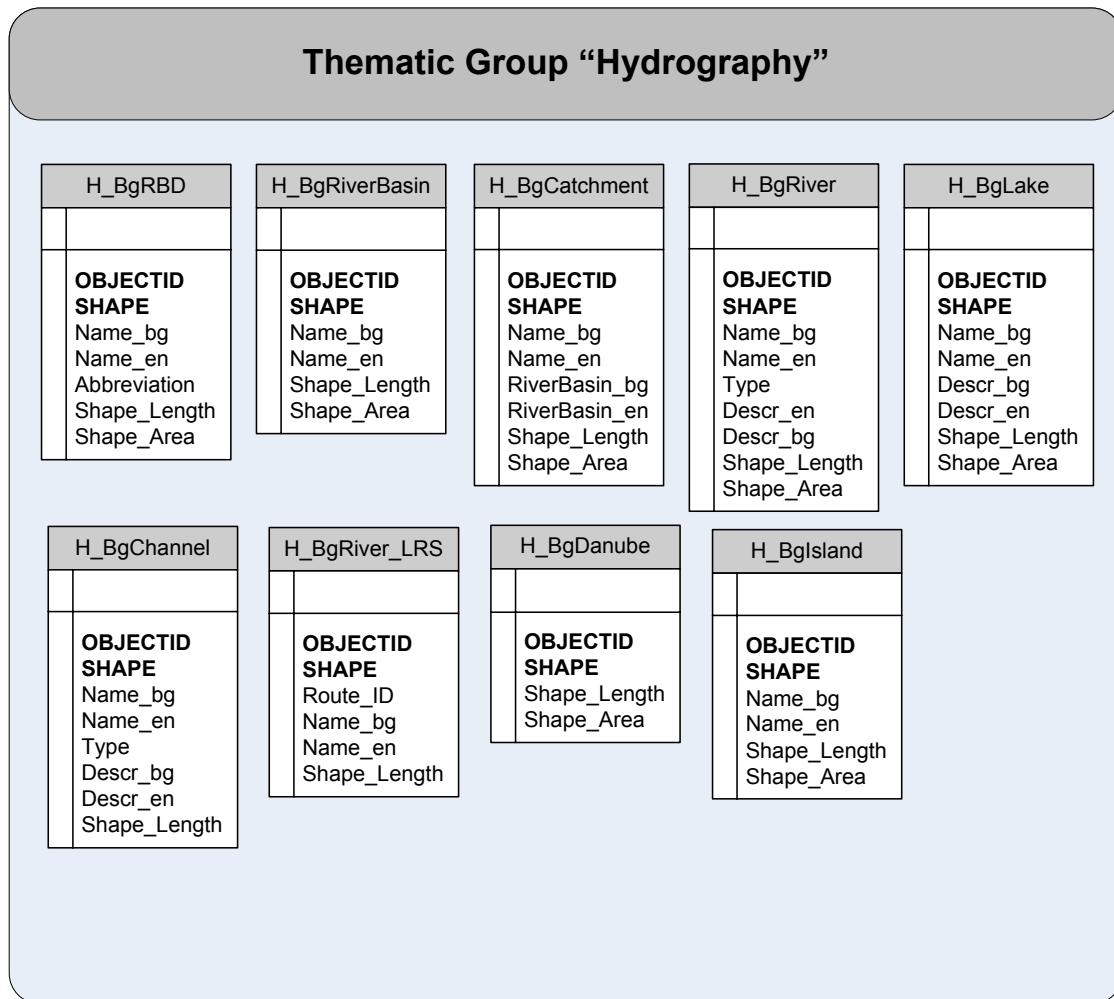 Thematic Group “Hydrography”
H_BgRBD
OBJECTID
SHAPE
Name_bg
Name_en
Abbreviation
Shape_Length
Shape_Area
H_BgRiverBasin
OBJECTID
SHAPE
Name_bg
Name_en
Shape_Length
Shape_Area
H_BgCatchment
OBJECTID
SHAPE
Name_bg
Name_en
RiverBasin_bg
RiverBasin_en
Shape_Length
Shape_Area
H_BgRiver
OBJECTID
SHAPE
Name_bg
Name_en
Type
Descr_en
Descr_bg
Shape_Length
Shape_Area
H_BgLake
OBJECTID
SHAPE
Name_bg
Name_en
Descr_bg
Descr_en
Shape_Length
Shape_Area
H_BgChannel
OBJECTID
SHAPE
Name_bg
Name_en
Type
Descr_bg
Descr_en
Shape_Length
H_BgRiver_LRS
OBJECTID
SHAPE
Route_ID
Name_bg
Name_en
Shape_Length
H_BgDanube
OBJECTID
SHAPE
Shape_Length
Shape_Area
H_BgIsland
OBJECTID
SHAPE
Name_bg
Name_en
Shape_Length
Shape_Area